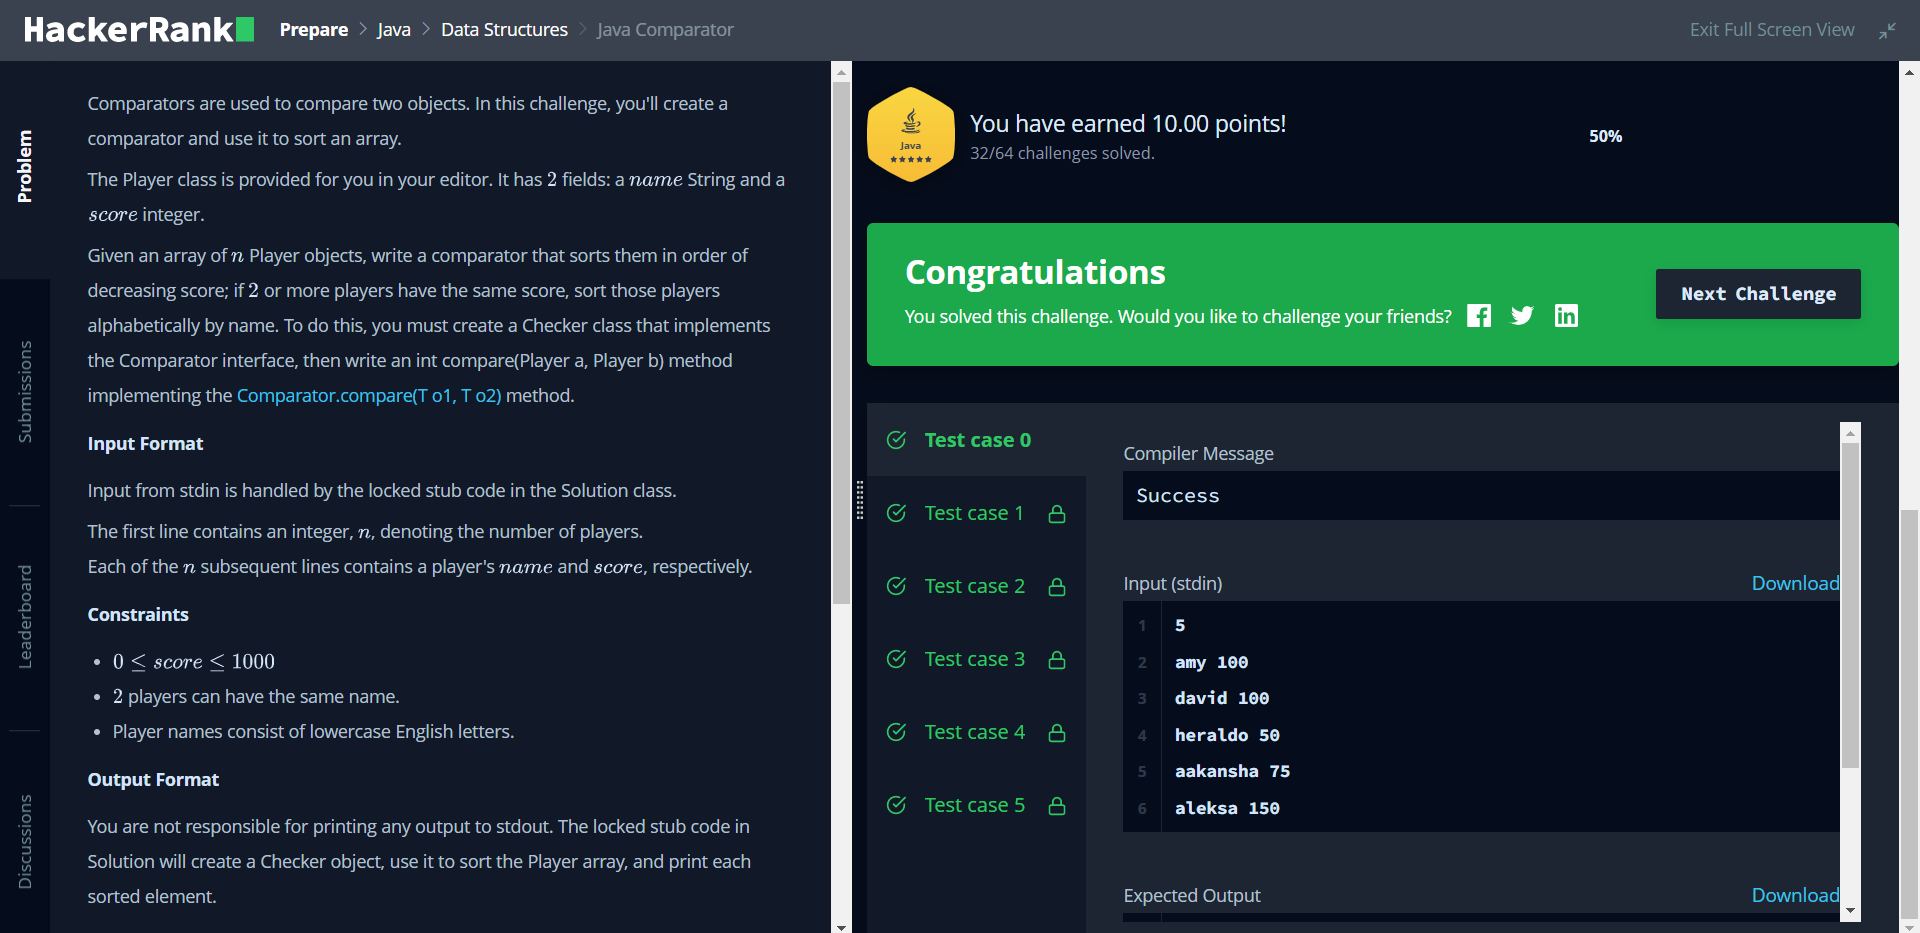 HackerRank Prepare > Java > Data Structures > Java Comparator Exit Full Screen View
Problem
Submissions
Leaderboard
Discussions
Comparators are used to compare two objects. In this challenge, you'll create a
comparator and use it to sort an array.
The Player class is provided for you in your editor. It has 2 fields: a name String and a
score integer.
Given an array of n Player objects, write a comparator that sorts them in order of
decreasing score; if 2 or more players have the same score, sort those players
alphabetically by name. To do this, you must create a Checker class that implements
the Comparator interface, then write an int compare(Player a, Player b) method
implementing the Comparator.compare(T o1, T o2) method.
Input Format
Input from stdin is handled by the locked stub code in the Solution class.
The first line contains an integer, n, denoting the number of players.
Each of the n subsequent lines contains a player's name and score, respectively.
Constraints
• 0 ≤ score ≤ 1000
• 2 players can have the same name.
• Player names consist of lowercase English letters.
Output Format
You are not responsible for printing any output to stdout. The locked stub code in
Solution will create a Checker object, use it to sort the Player array, and print each
sorted element.
Java
★★★★★
You have earned 10.00 points!
32/64 challenges solved.
50%
Congratulations
You solved this challenge. Would you like to challenge your friends?
Next Challenge
Test case 0
Test case 1
Test case 2
Test case 3
Test case 4
Test case 5
Compiler Message
Success
Input (stdin) Download
1 5
2 amy 100
3 david 100
4 heraldo 50
5 aakansha 75
6 aleksa 150
Expected Output Download